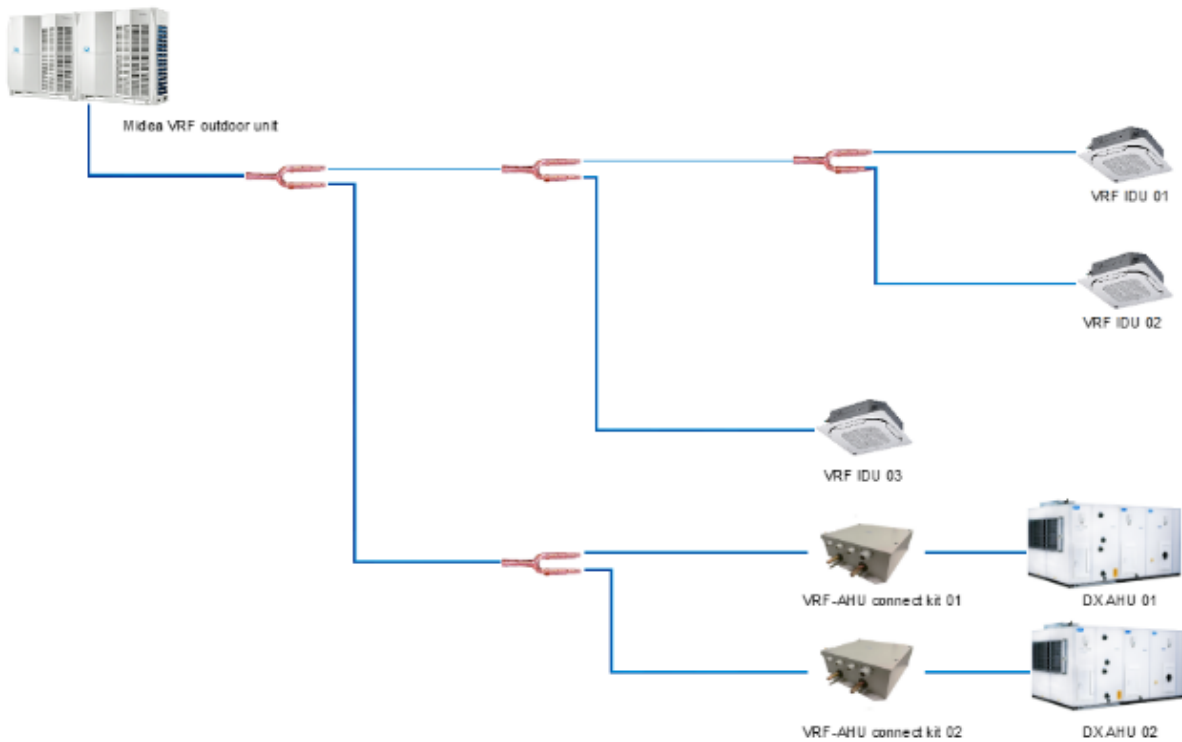 Midea VRF outdoor unit
VRF IDU 01
VRF IDU 02
VRF IDU 03
VRF-AHU connect kit 01
DX AHU 01
VRF-AHU connect kit 02
DX AHU 02